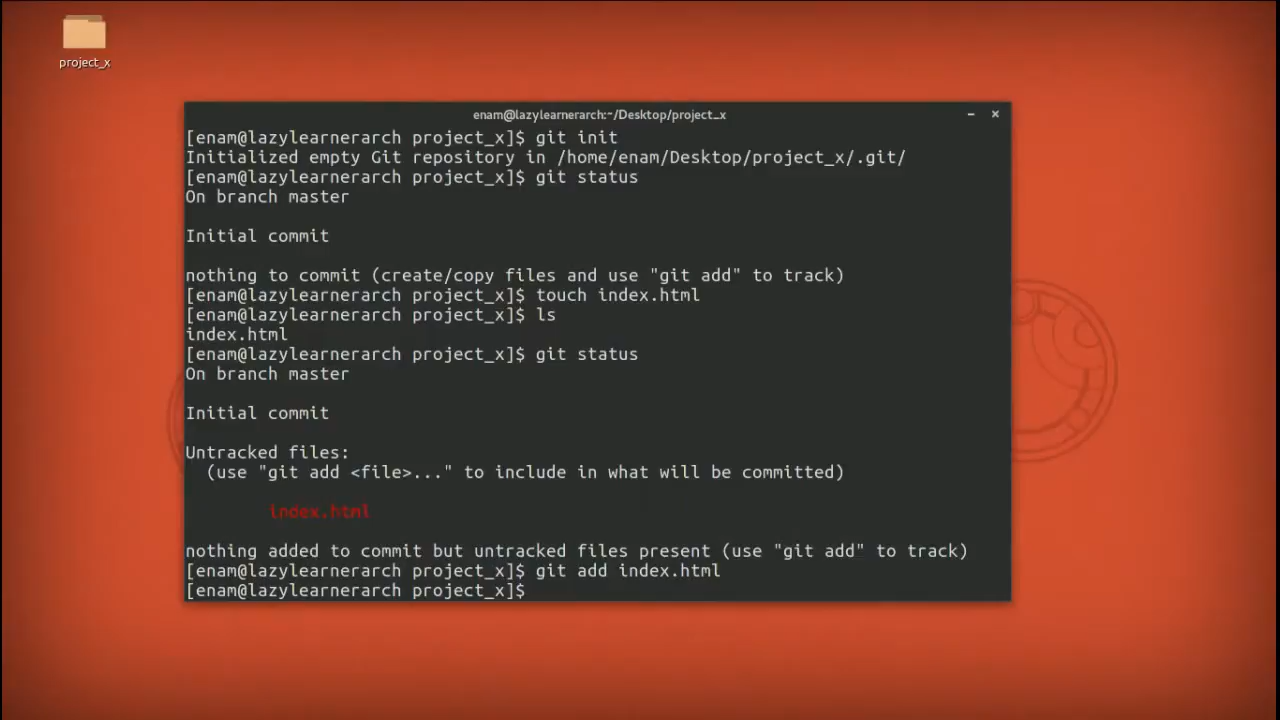 project_x
enam@lazylearnerarch:~/Desktop/project_x
[enam@lazylearnerarch project_x]$ git init
Initialized empty Git repository in /home/enam/Desktop/project_x/.git/
[enam@lazylearnerarch project_x]$ git status
On branch master
Initial commit
nothing to commit (create/copy files and use "git add" to track)
[enam@lazylearnerarch project_x]$ touch index.html
[enam@lazylearnerarch project_x]$ ls
index.html
[enam@lazylearnerarch project_x]$ git status
On branch master
Initial commit
Untracked files:
(use "git add <file>..." to include in what will be committed)
index.html
nothing added to commit but untracked files present (use "git add" to track)
[enam@lazylearnerarch project_x]$ git add index.html
[enam@lazylearnerarch project_x]$